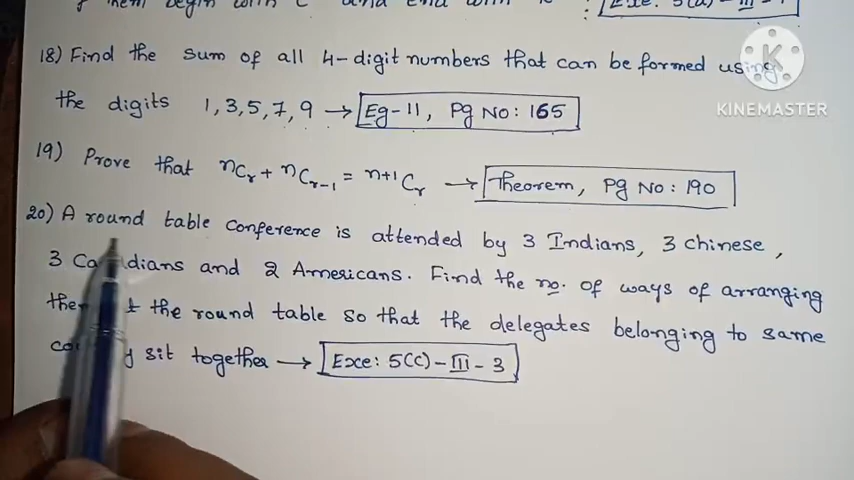 18) Find the sum of all 4-digit numbers that can be formed using
the digits 1, 3, 5, 7, 9 → Eg-11, Pg No: 165
19) Prove that nCr + nCr-1 = n+1Cr → Theorem, Pg No: 190
20) A round table conference is attended by 3 Indians, 3 chinese,
3 and 2 Americans. Find the no. of ways of arranging
the round table so that the delegates belonging to same
sit together → Exe: 5(C)-III-3
KINEMASTER